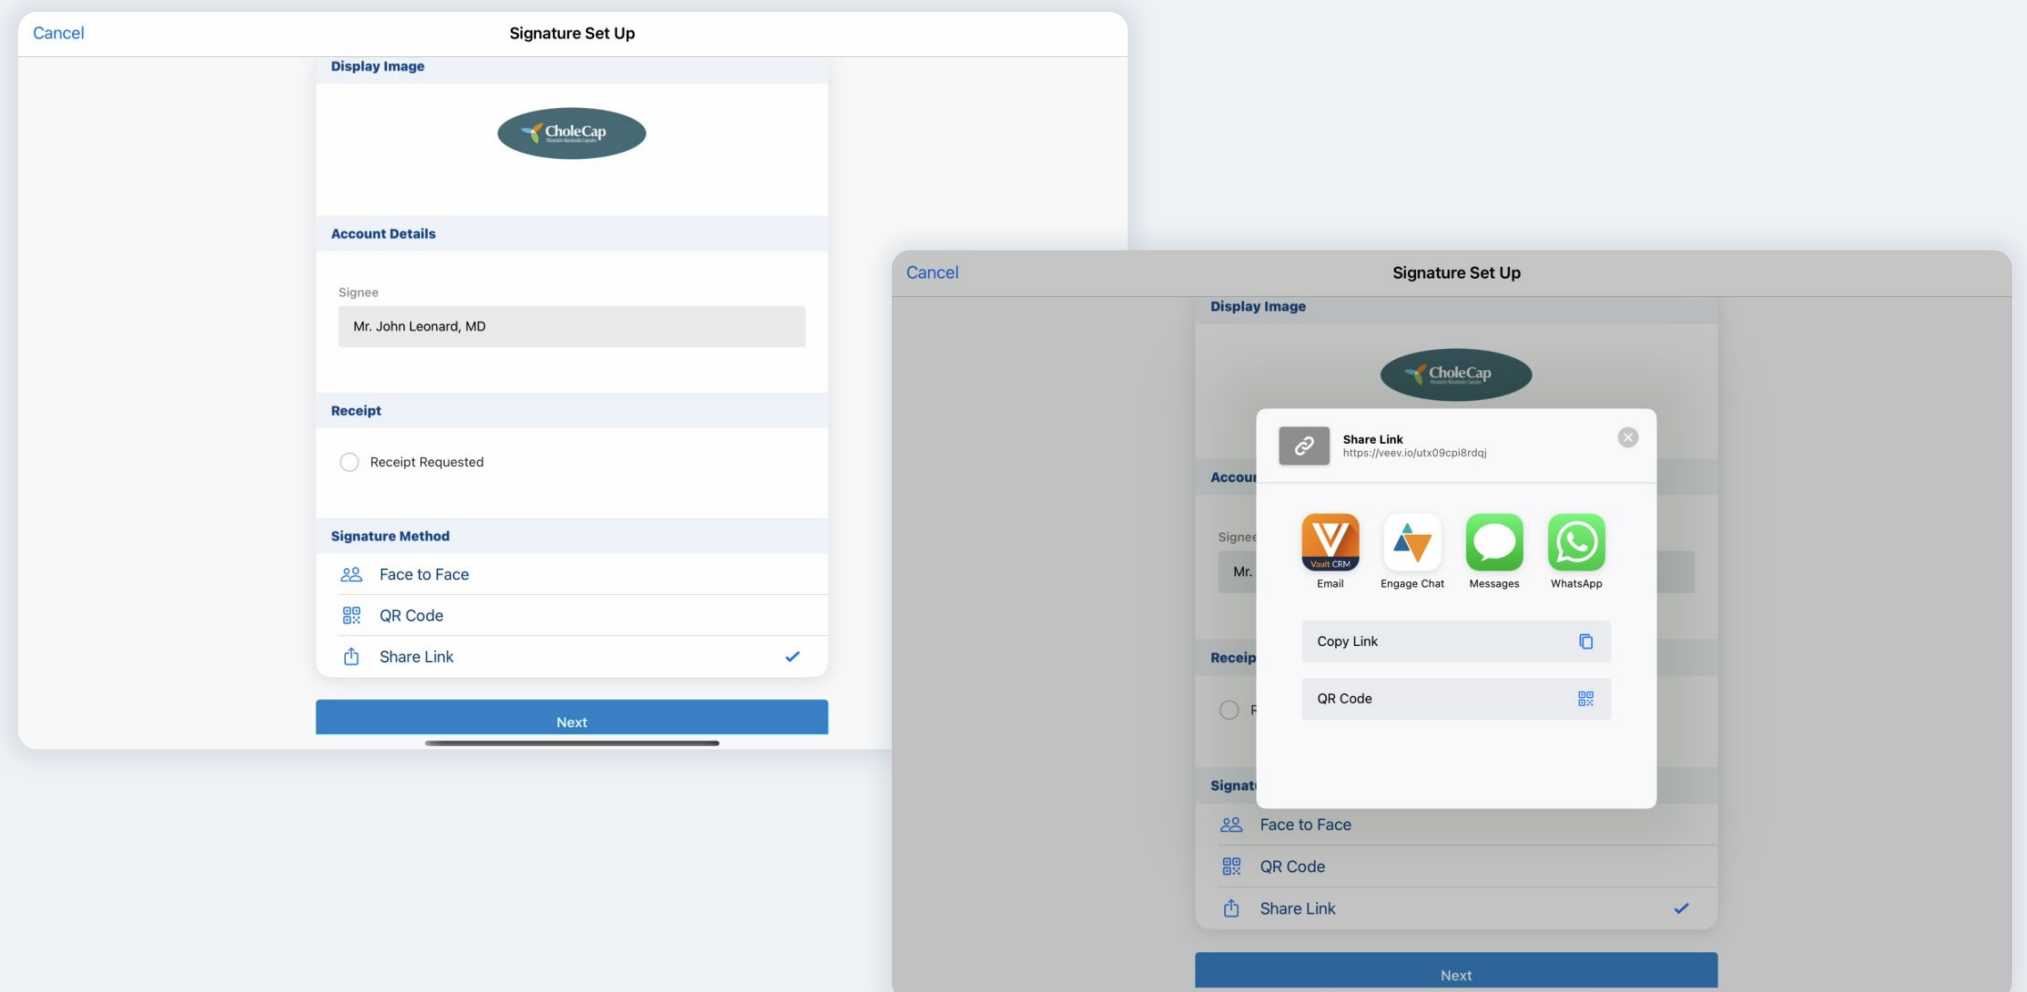 Cancel
Signature Set Up
Display Image
CholeCap
Account Details
Signee
Mr. John Leonard, MD
Receipt
Receipt Requested
Signature Method
Face to Face
QR Code
Share Link
Next
Cancel
Signature Set Up
Display Image
CholeCap
Share Link
https://veev.io/utx09cpi8rdqj
Accou
Vault CRM
Email
Engage Chat
Messages
WhatsApp
Signee
Mr.
Copy Link
Receip
QR Code
Signat
Face to Face
QR Code
Share Link
Next